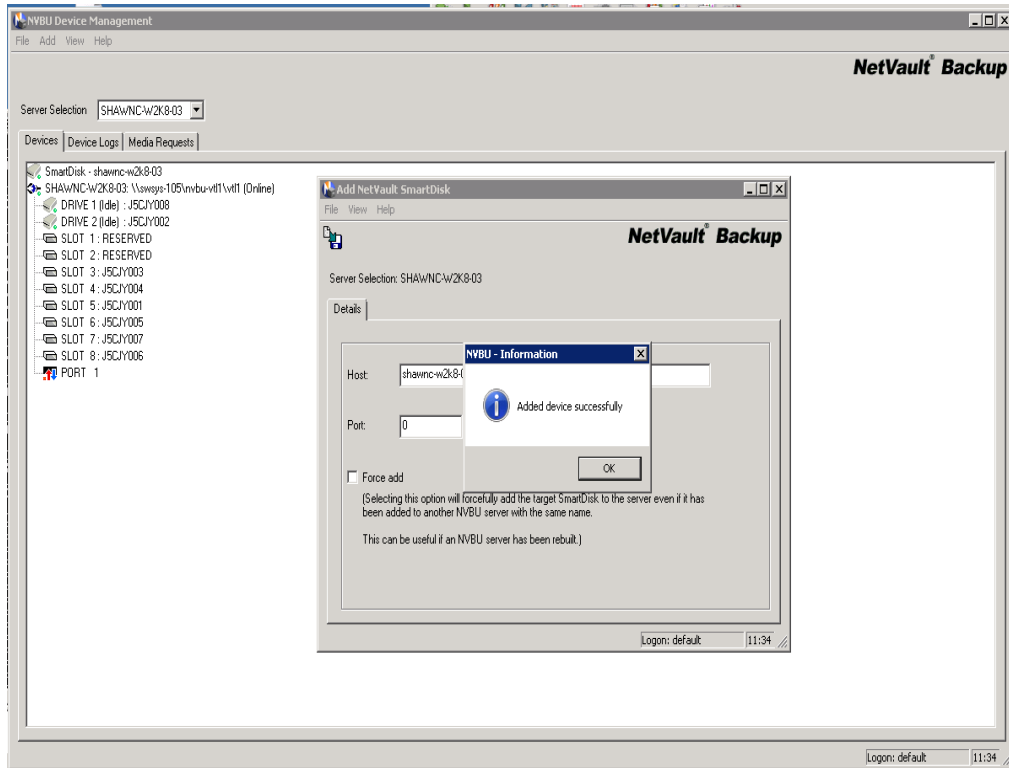 NVBU Device Management
File Add View Help
NetVault® Backup
Server Selection SHAWNC-W2K8-03
Devices Device Logs Media Requests
SmartDisk - shawnc-w2k8-03
SHAWNC-W2K8-03: \\swsys-105\nvbu-vtl1\vtl1 (Online)
DRIVE 1 (Idle) : J5CJY008
DRIVE 2 (Idle) : J5CJY002
SLOT 1 : RESERVED
SLOT 2 : RESERVED
SLOT 3 : J5CJY003
SLOT 4 : J5CJY004
SLOT 5 : J5CJY001
SLOT 6 : J5CJY005
SLOT 7 : J5CJY007
SLOT 8 : J5CJY006
PORT 1
Add NetVault SmartDisk
File View Help
NetVault® Backup
Server Selection: SHAWNC-W2K8-03
Details
Host: shawnc-w2k8-0
Port: 0
Force add
(Selecting this option will forcefully add the target SmartDisk to the server even if it has
been added to another NVBU server with the same name.
This can be useful if an NVBU server has been rebuilt.)
Logon: default 11:34
NVBU - Information
Added device successfully
OK
Logon: default 11:34